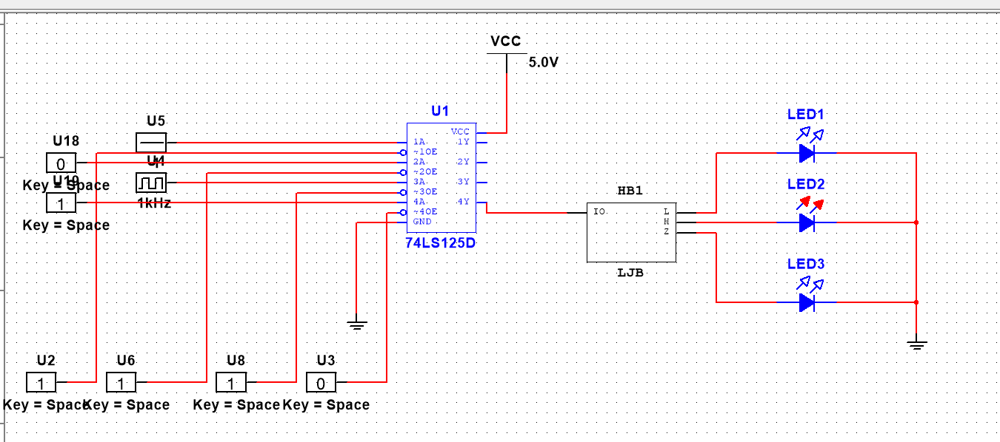 VCC
5.0V
U1
U5
LED1
VCC
1A 1Y
U18
~1OE
0
2A 2Y
U4
~2OE
Key = Space
U19
3A 3Y
LED2
1kHz
~3OE
HB1
1
4A 4Y
~4OE
IO L
GND H
Key = Space
Z
74LS125D
LED3
LJB
U2 U6 U8 U3
1 1 1 0
Key = Space Key = Space Key = Space Key = Space